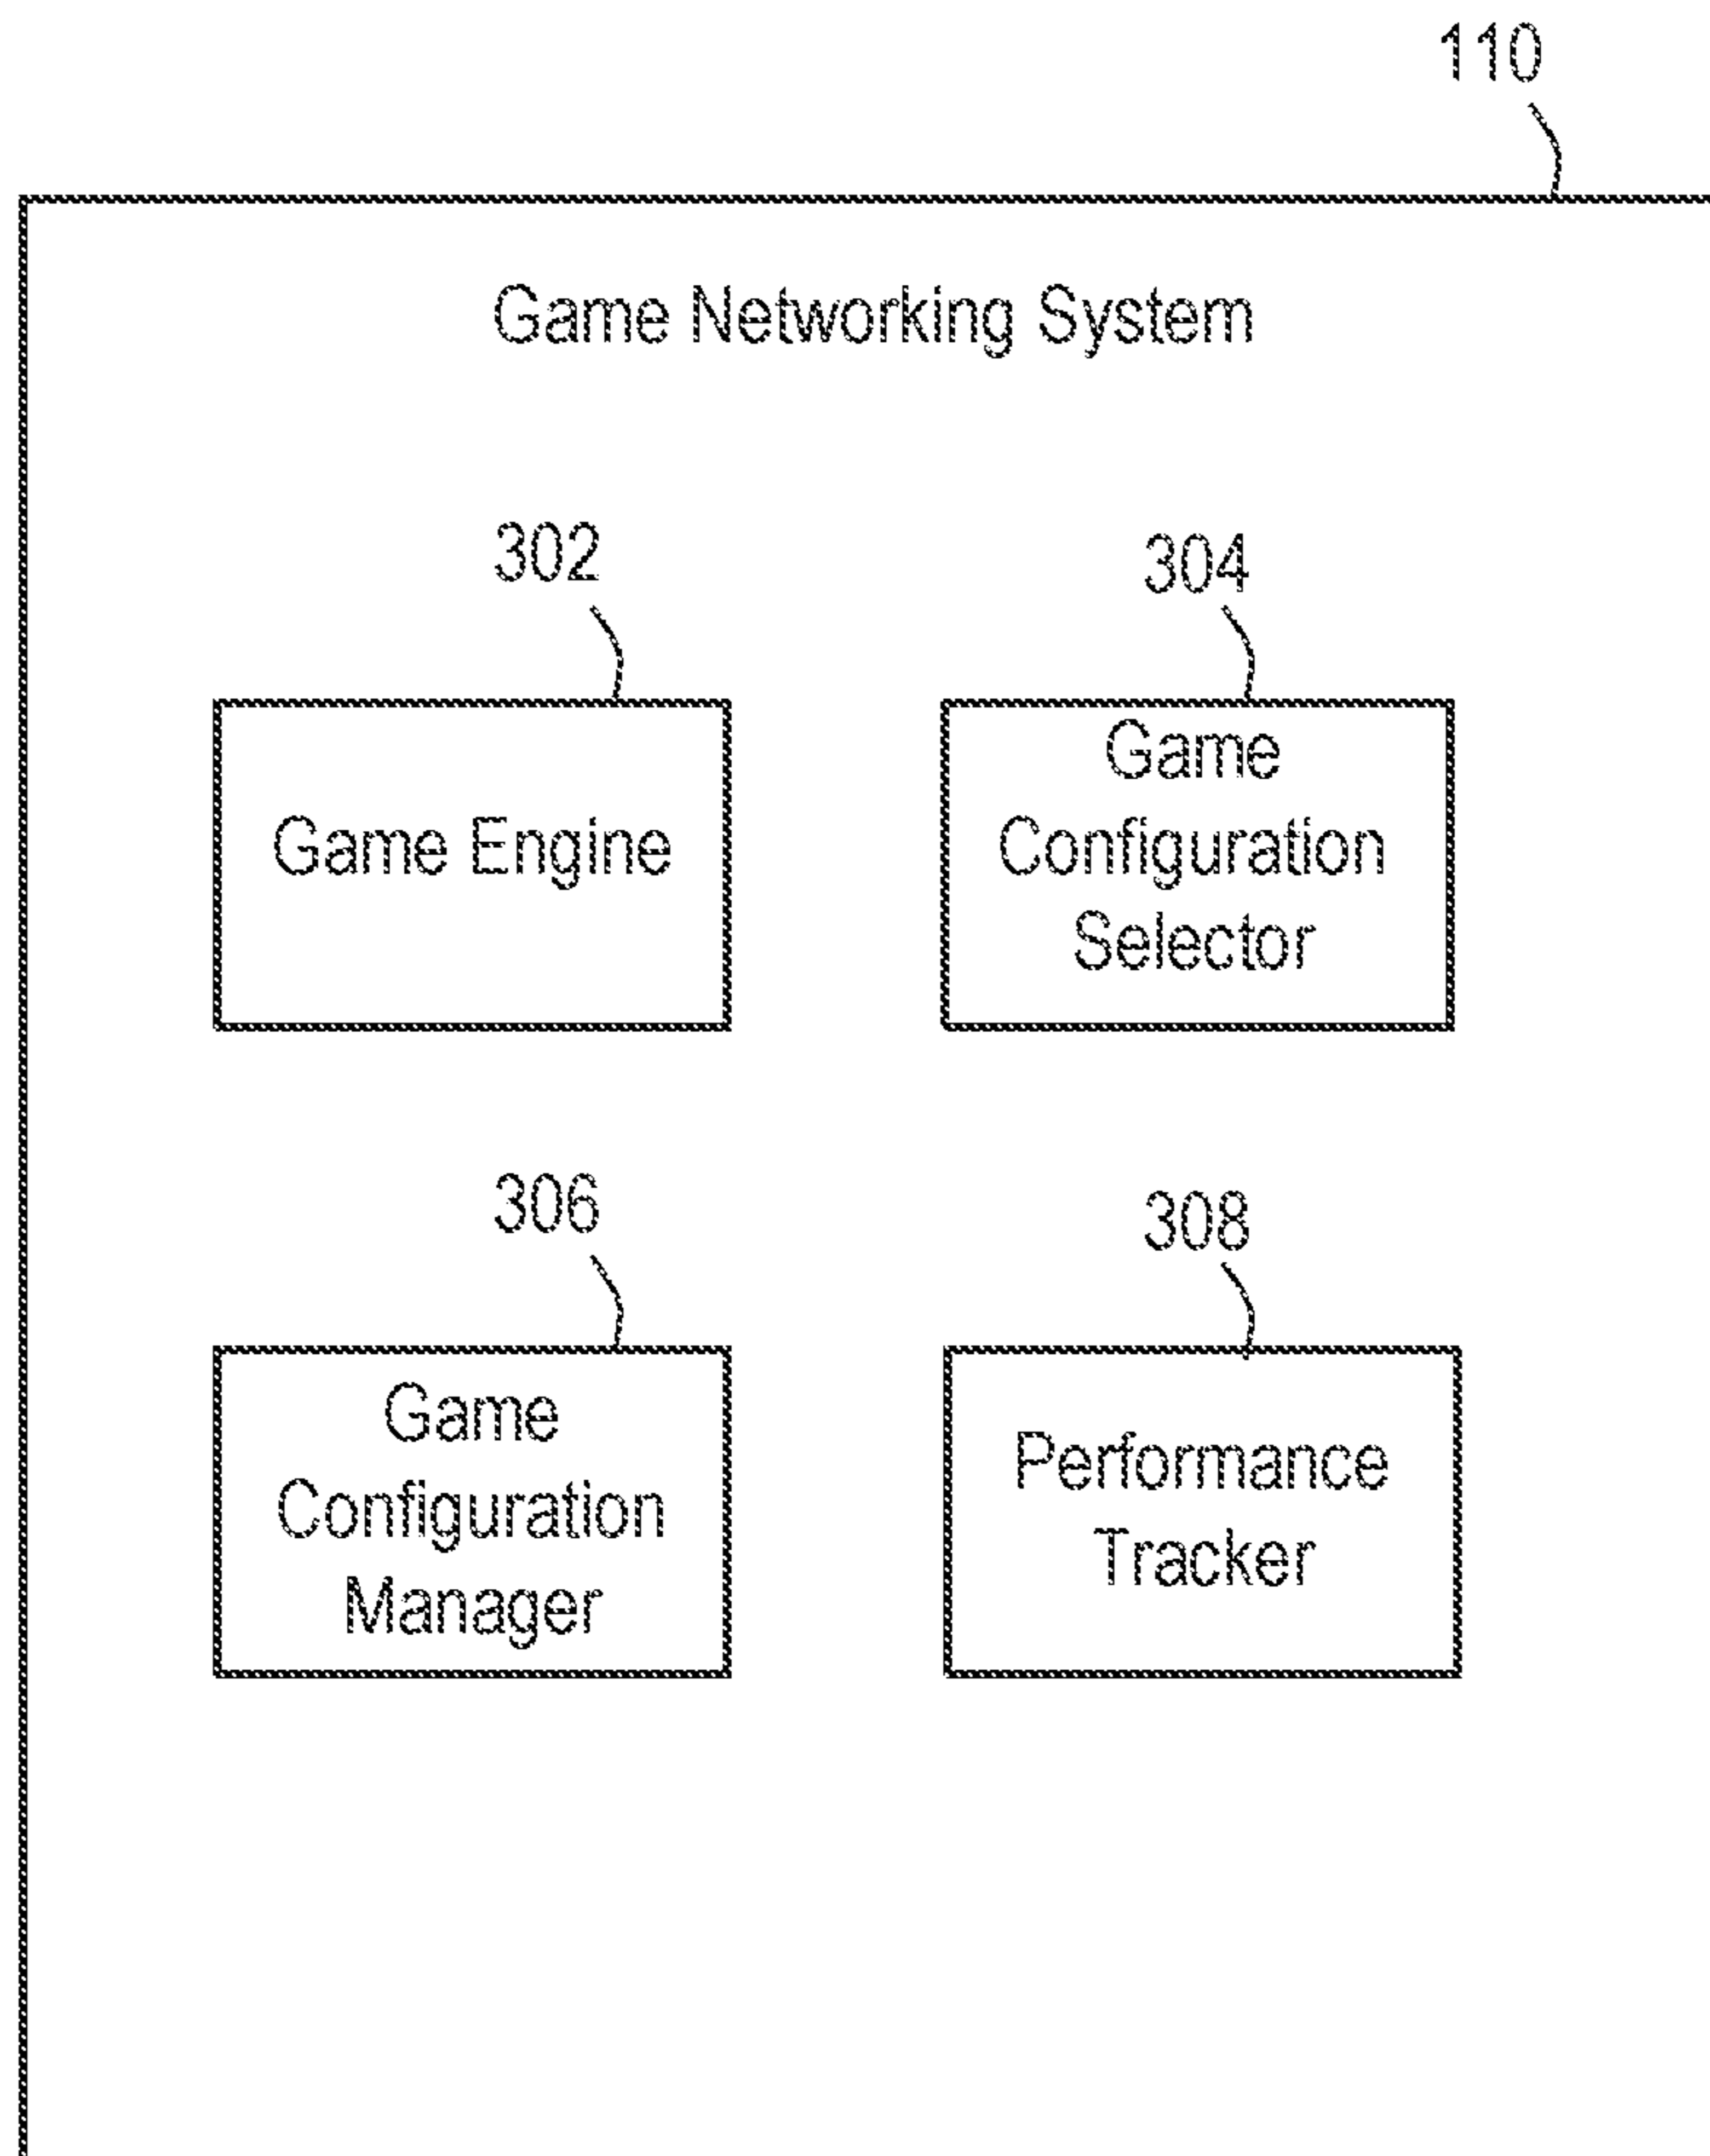 110
Game Networking System
302
304
Game Engine
Game
Configuration
Selector
306
308
Game
Configuration
Manager
Performance
Tracker